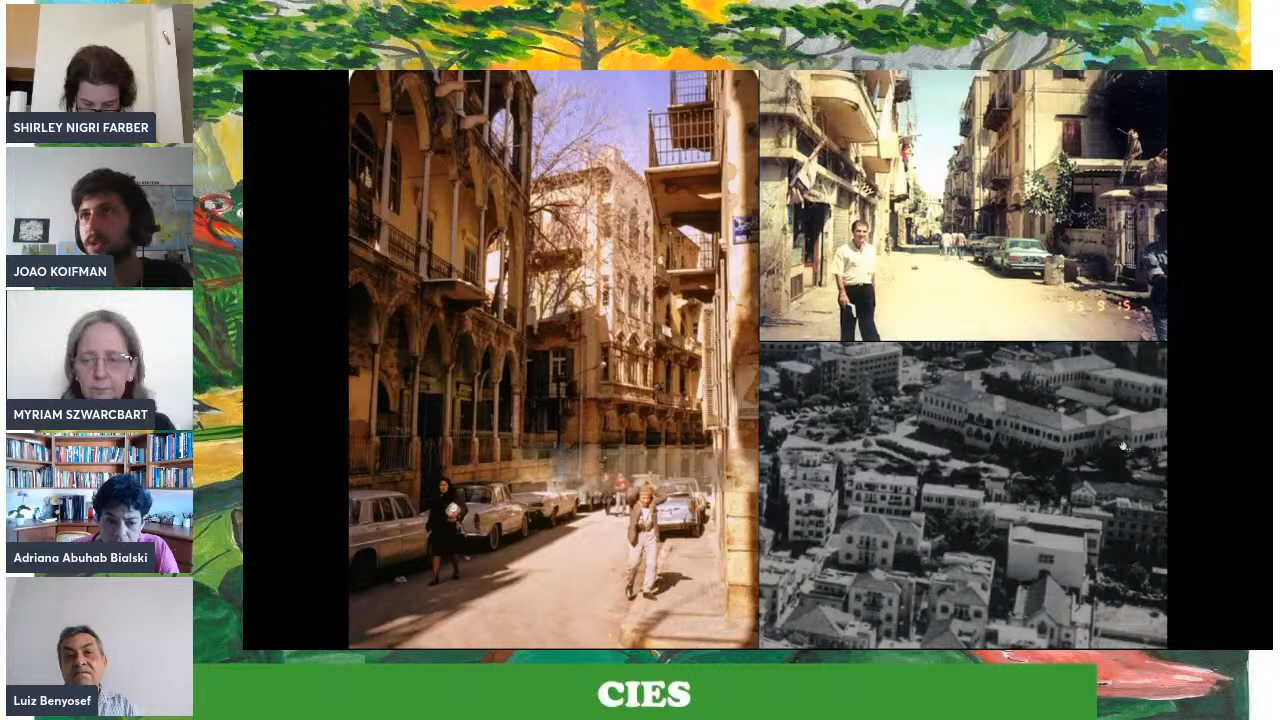 SHIRLEY NIGRI FARBER
JOAO KOIFMAN
MYRIAM SZWARCBART
Adriana Abuhab Bialski
Luiz Benyosef
CIES